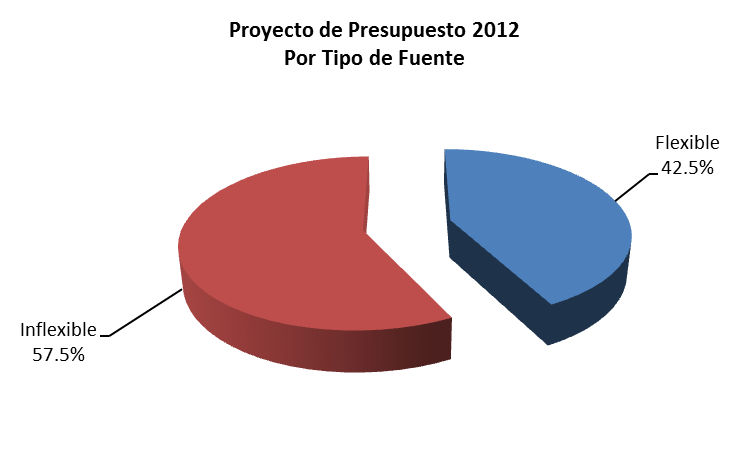 Proyecto de Presupuesto 2012
Por Tipo de Fuente
Flexible
42.5%
Inflexible
57.5%